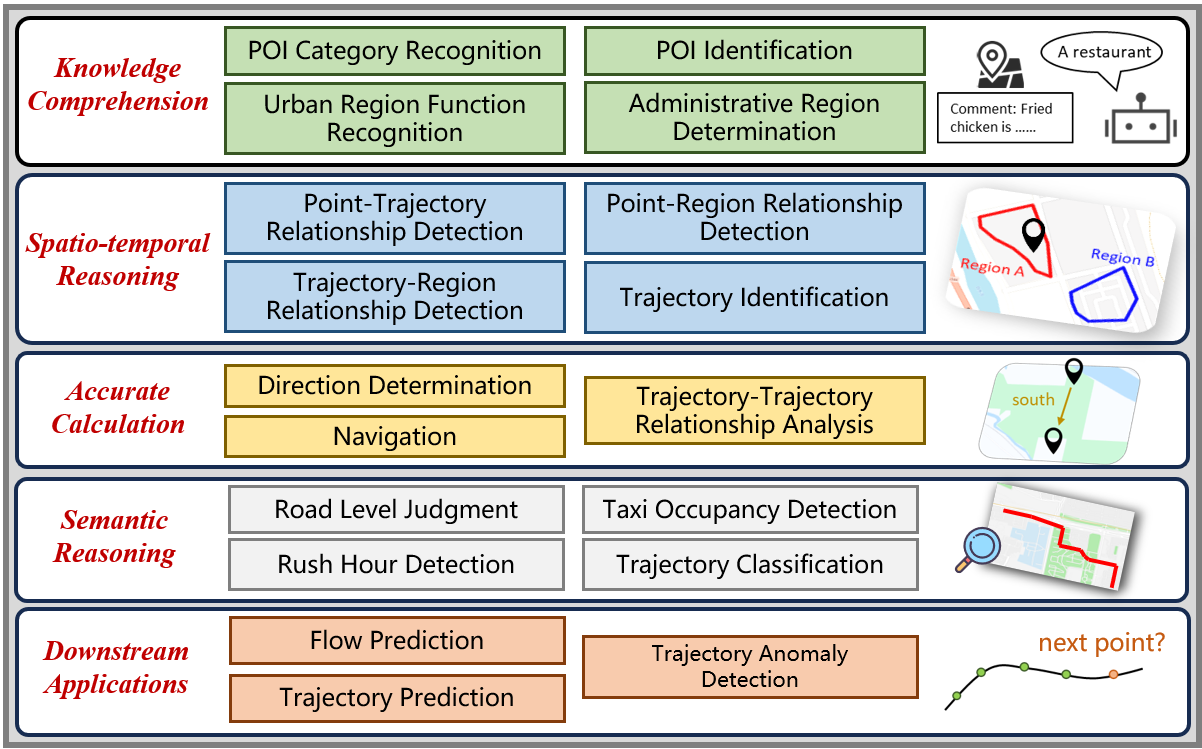 Knowledge
Comprehension
POI Category Recognition
POI Identification
Urban Region Function
Recognition
Administrative Region
Determination
A restaurant
Comment: Fried
chicken is ......
Spatio-temporal
Reasoning
Point-Trajectory
Relationship Detection
Point-Region Relationship
Detection
Trajectory-Region
Relationship Detection
Trajectory Identification
Region A
Region B
Accurate
Calculation
Direction Determination
Navigation
Trajectory-Trajectory
Relationship Analysis
south
Semantic
Reasoning
Road Level Judgment
Taxi Occupancy Detection
Rush Hour Detection
Trajectory Classification
Downstream
Applications
Flow Prediction
Trajectory Prediction
Trajectory Anomaly
Detection
next point?